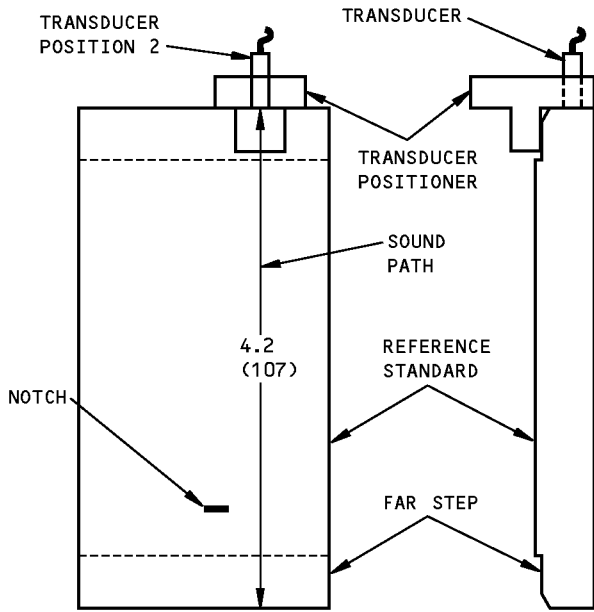 TRANSDUCER
POSITION 2
TRANSDUCER
TRANSDUCER
POSITIONER
SOUND
PATH
4.2
(107)
REFERENCE
STANDARD
NOTCH
FAR STEP